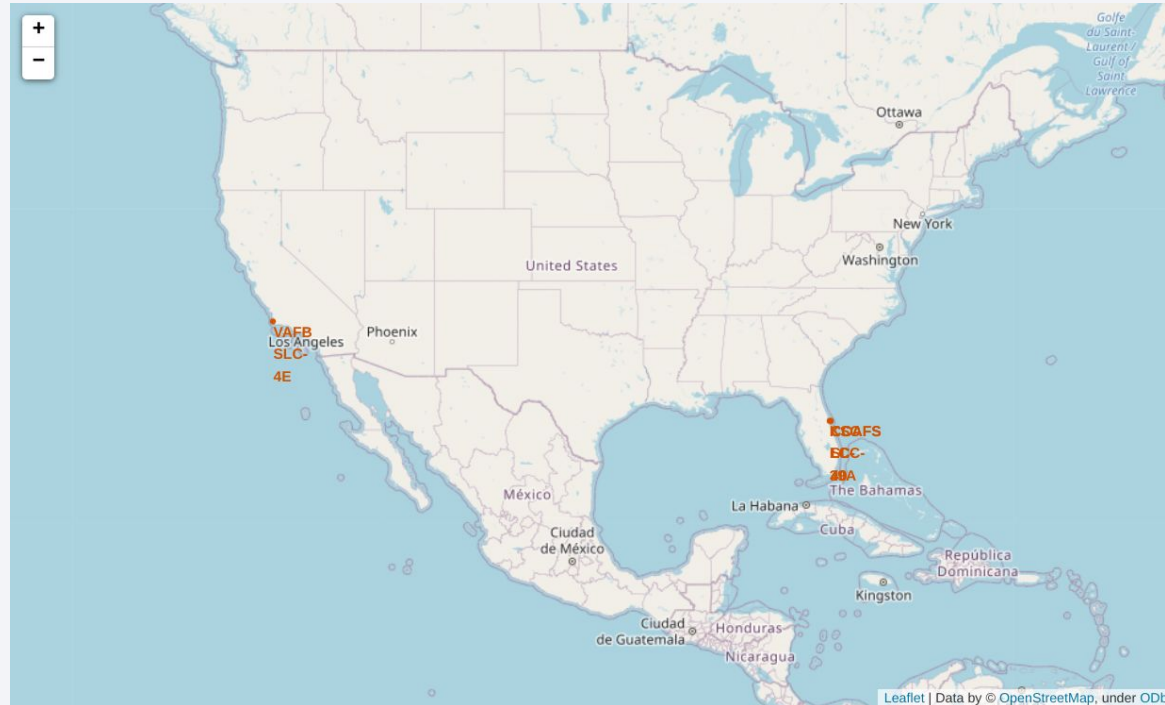 +
−
Golfe
du Saint-
Laurent /
Gulf of
Saint
Lawrence
Ottawa
New York
Washington
United States
VAFB
SLC-
4E
Los Angeles
Phoenix
The Bahamas
La Habana
Cuba
México
Ciudad
de México
República
Dominicana
Kingston
Ciudad
de Guatemala
Honduras
Nicaragua
Leaflet | Data by © OpenStreetMap, under ODb